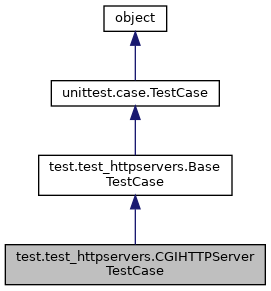 object
unittest.case.TestCase
test.test_httpservers.Base
TestCase
test.test_httpservers.CGIHTTPServer
TestCase